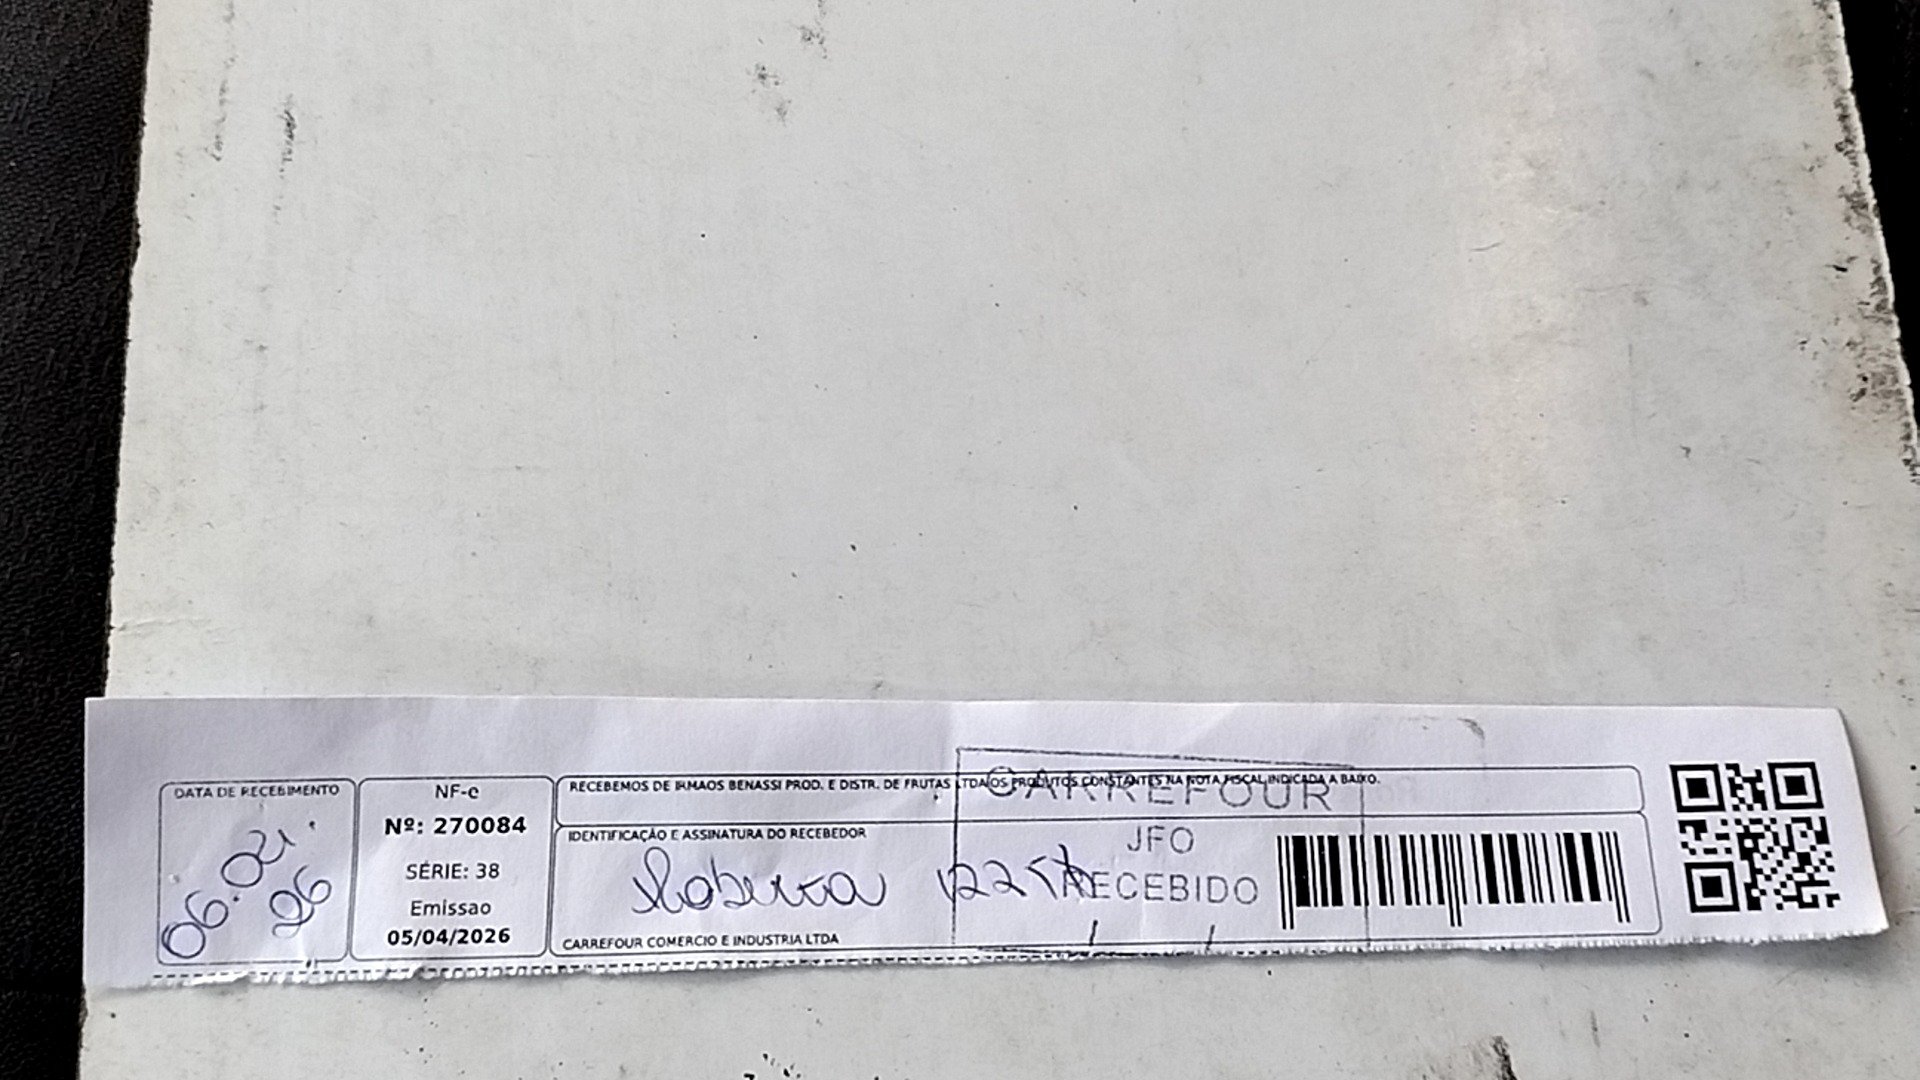 RECEBEMOS DE IRMAOS BENASSI PROD. E DISTR. DE FRUTAS LTDA OS PRODUTOS CONSTANTES NA NOTA FISCAL INDICADA A BAIXO.
DATA DE RECEBIMENTO
06.04.
26
NF-e
Nº: 270084
SÉRIE: 38
Emissao
05/04/2026
IDENTIFICAÇÃO E ASSINATURA DO RECEBEDOR
CARREFOUR COMERCIO E INDUSTRIA LTDA
CARREFOUR
JFO
RECEBIDO